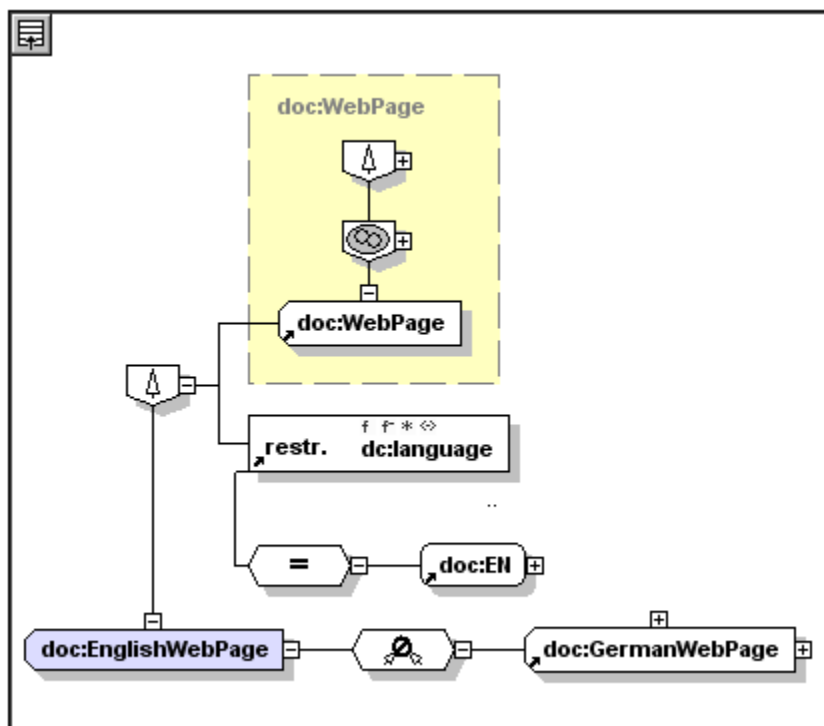 doc:WebPage
doc:WebPage
f f- * <>
restr. dc:language
..
= doc:EN
doc:EnglishWebPage doc:GermanWebPage